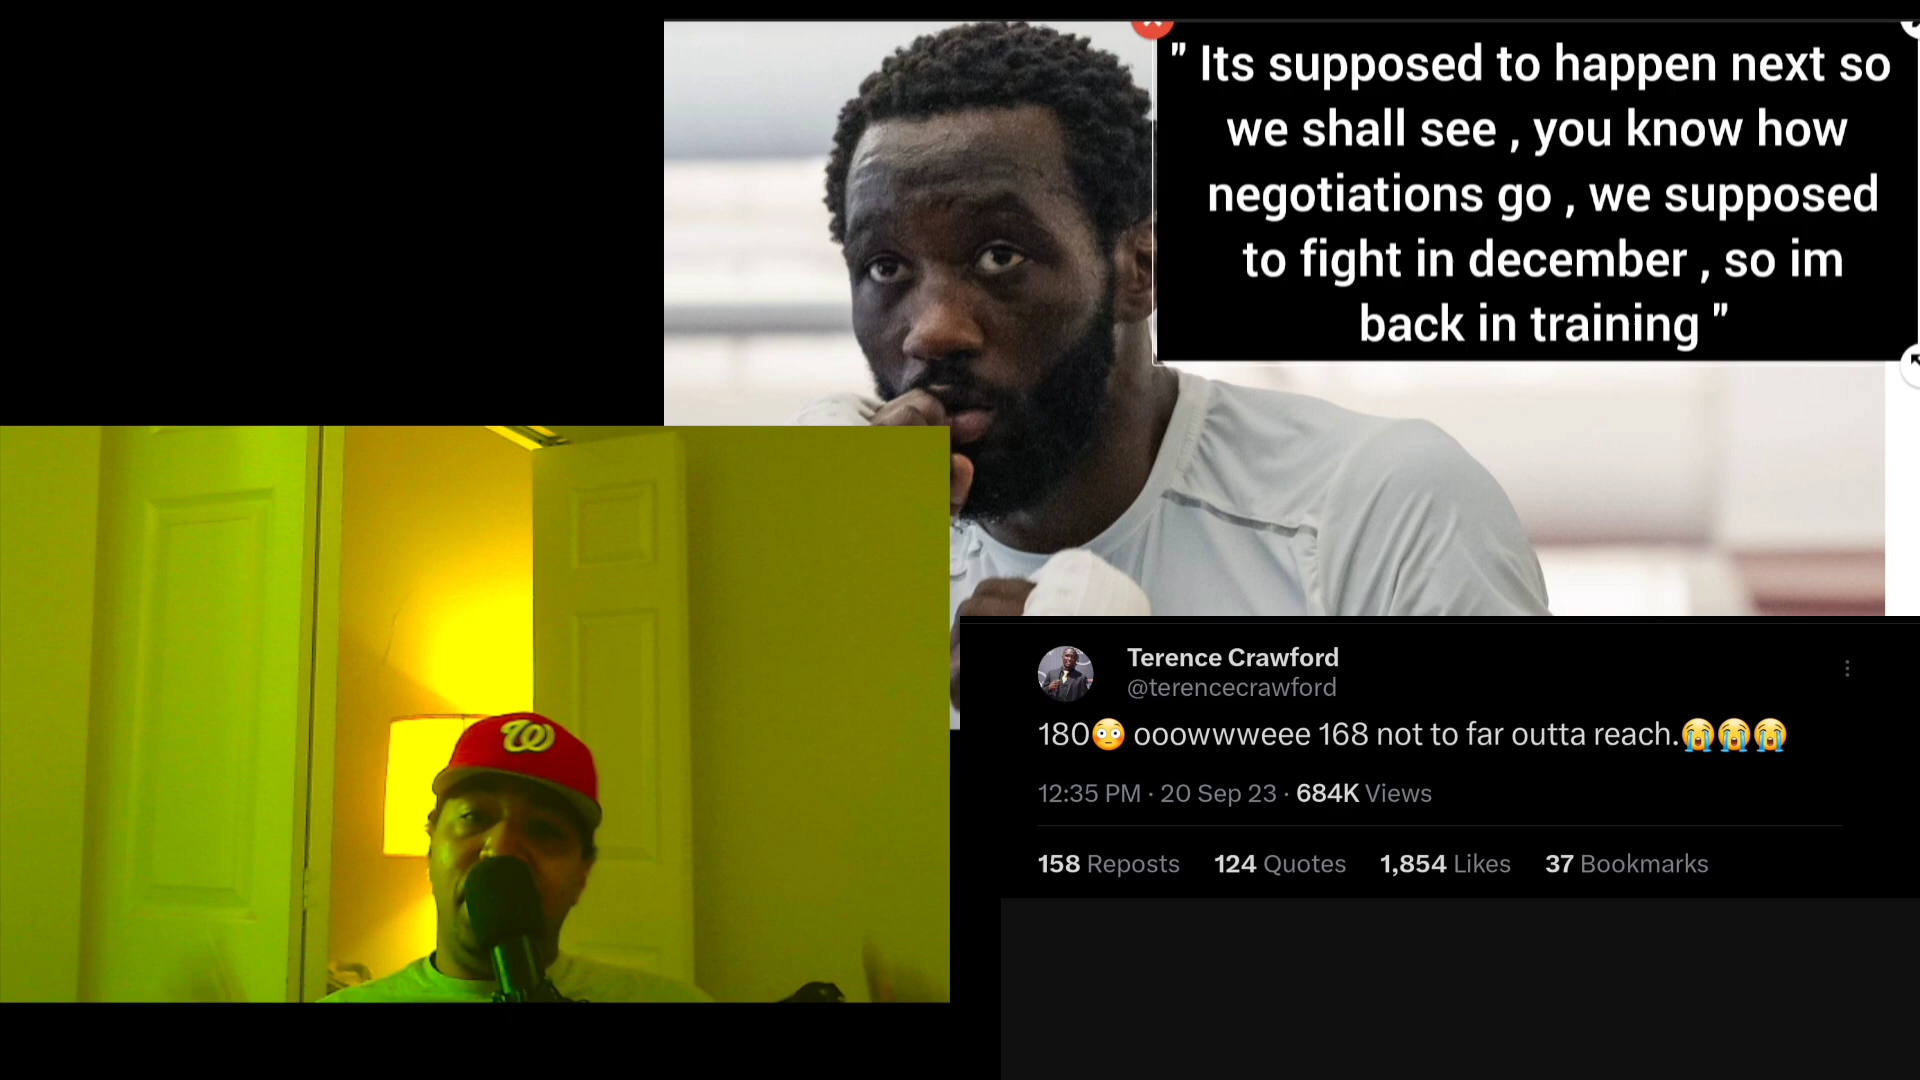 " Its supposed to happen next so
we shall see , you know how
negotiations go , we supposed
to fight in december , so im
back in training "
W
Terence Crawford
@terencecrawford
180😳 ooowwweee 168 not to far outta reach.😭😭😭
12:35 PM · 20 Sep 23 · 684K Views
158 Reposts 124 Quotes 1,854 Likes 37 Bookmarks